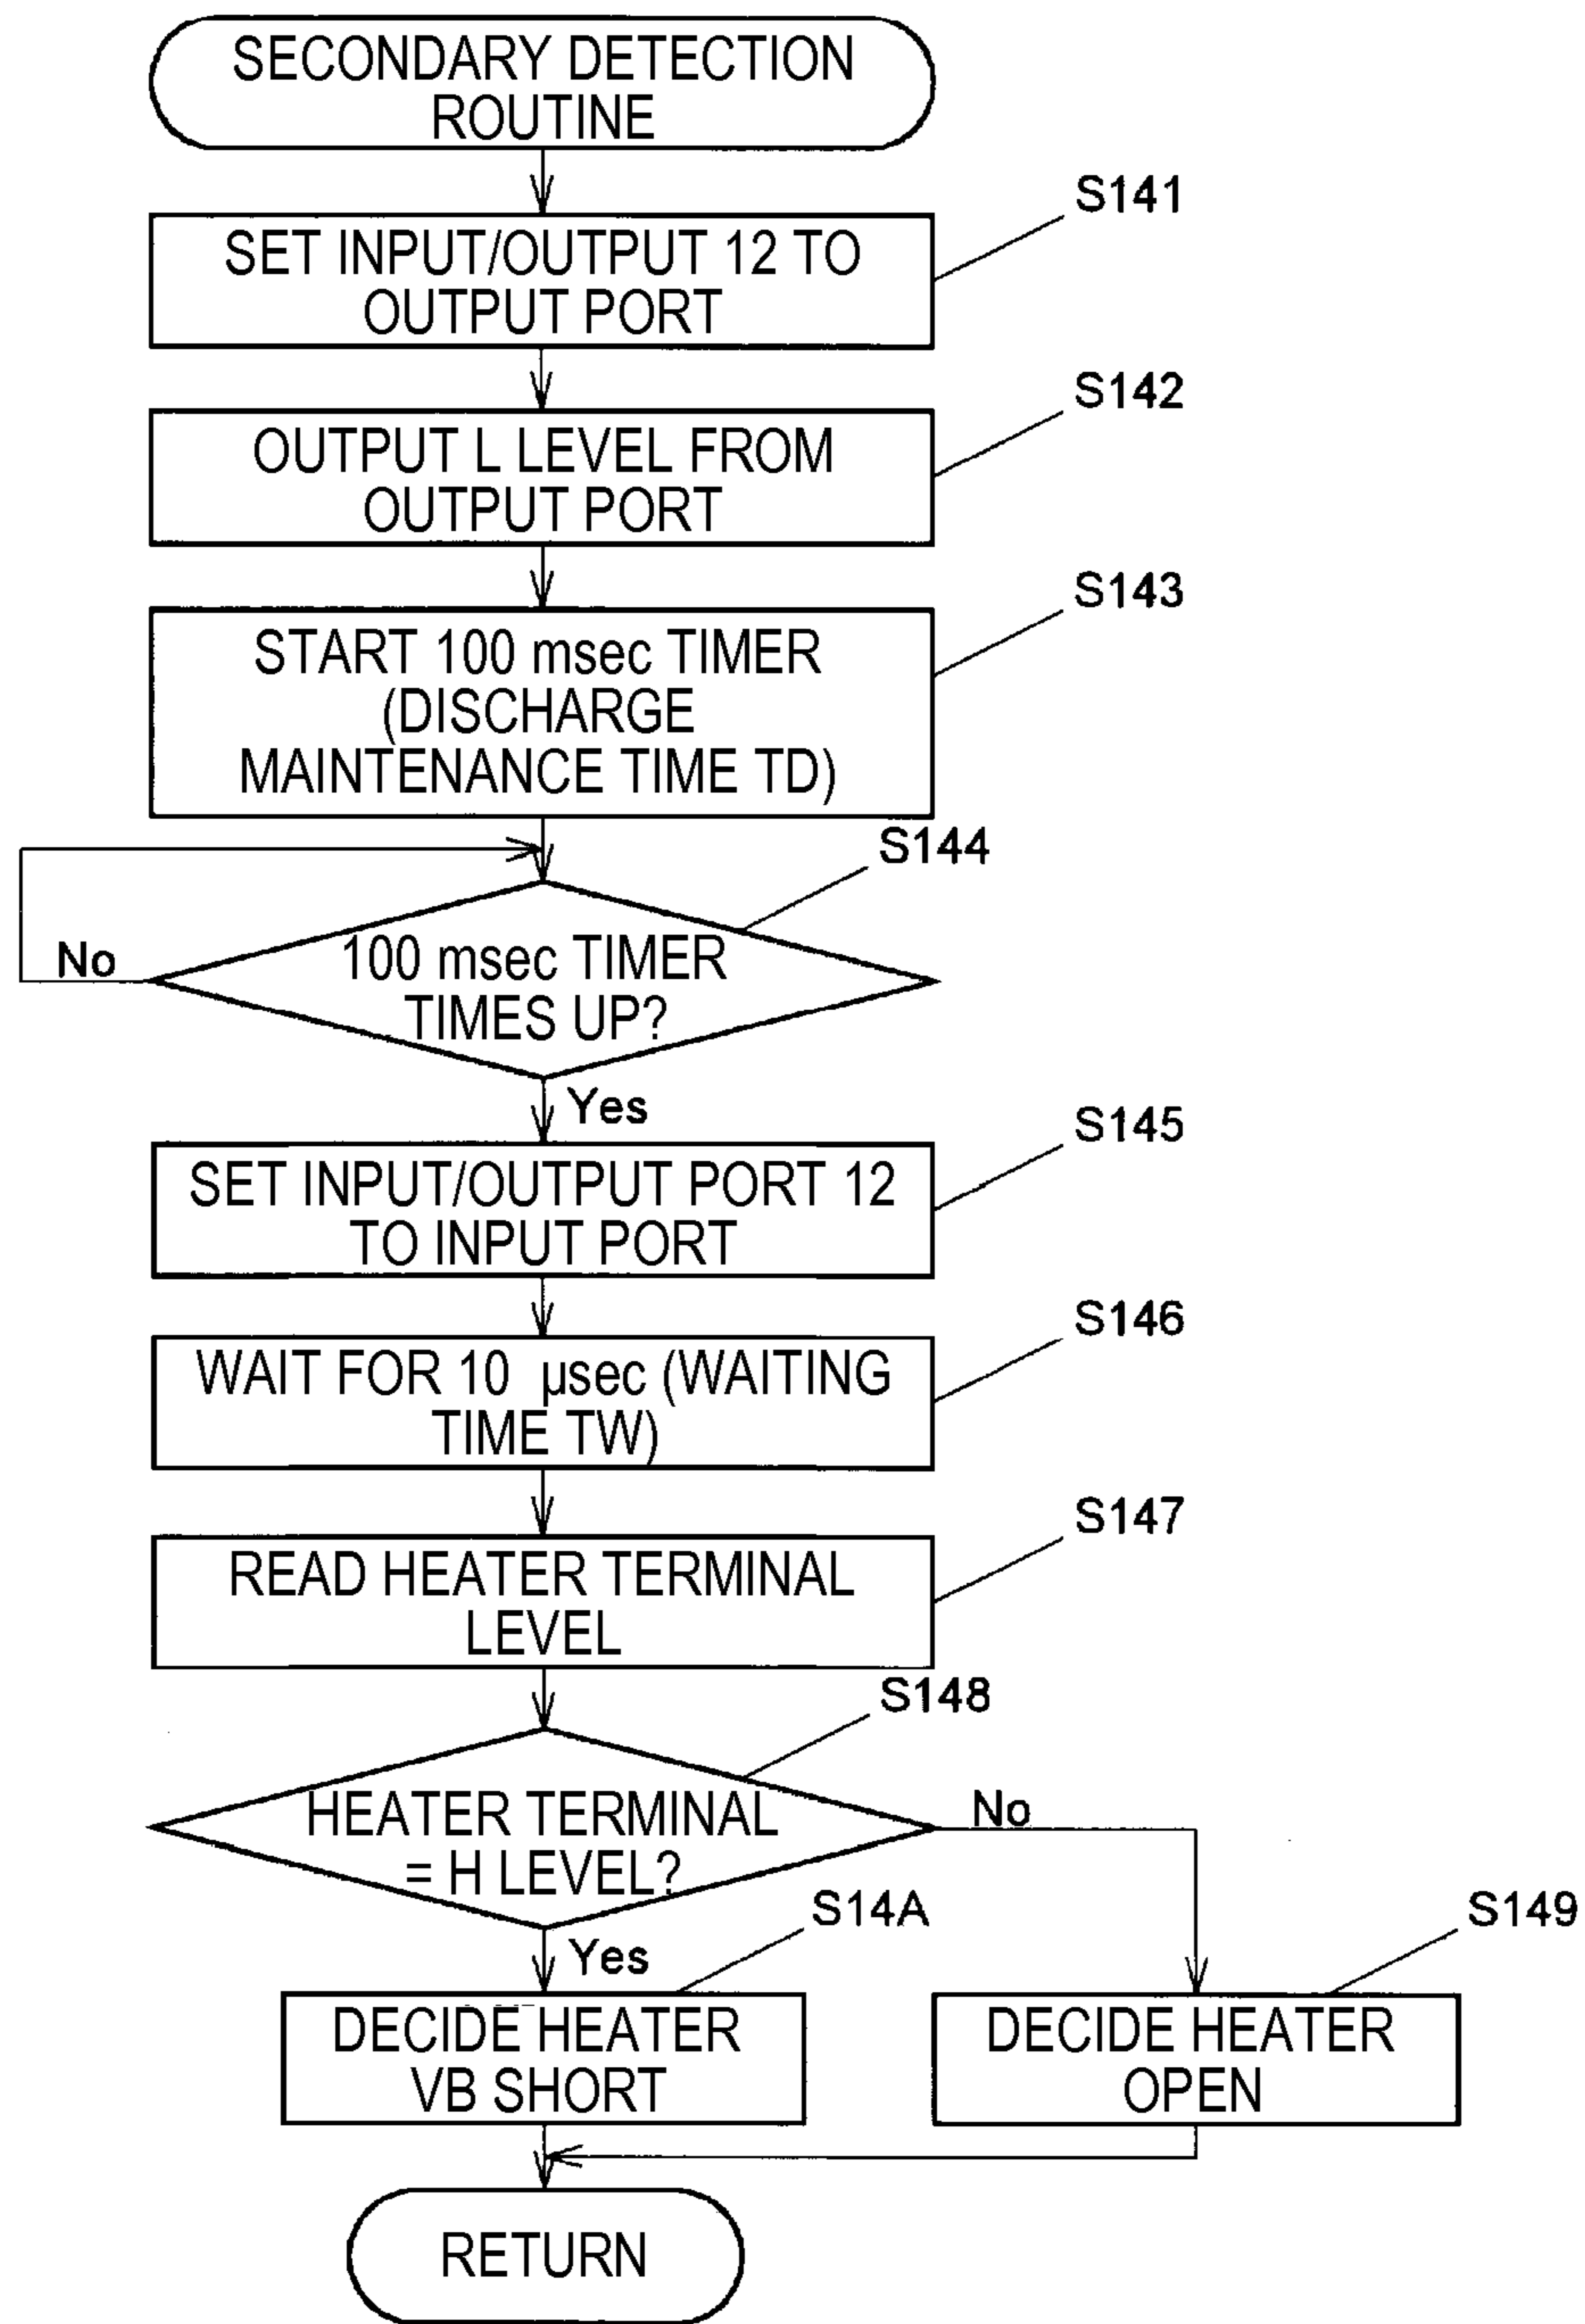 SECONDARY DETECTION
ROUTINE
S141
SET INPUT/OUTPUT 12 TO
OUTPUT PORT
S142
OUTPUT L LEVEL FROM
OUTPUT PORT
S143
START 100 msec TIMER
(DISCHARGE
MAINTENANCE TIME TD)
S144
No
100 msec TIMER
TIMES UP?
Yes
S145
SET INPUT/OUTPUT PORT 12
TO INPUT PORT
S146
WAIT FOR 10 µsec (WAITING
TIME TW)
S147
READ HEATER TERMINAL
LEVEL
S148
HEATER TERMINAL
= H LEVEL?
No
Yes
S14A
S149
DECIDE HEATER
VB SHORT
DECIDE HEATER
OPEN
RETURN